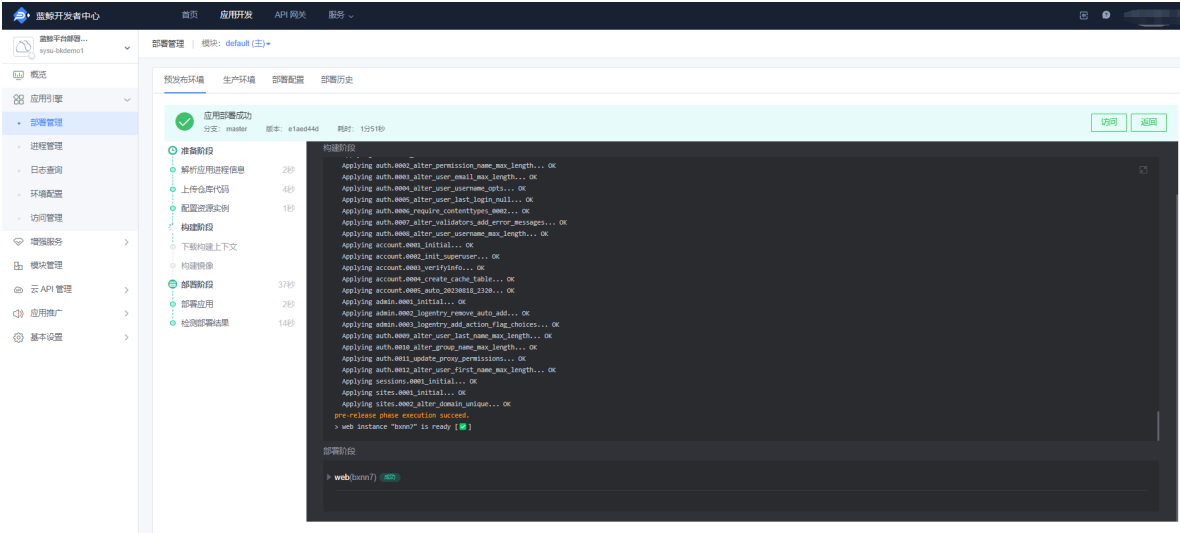 蓝鲸开发者中心 首页 应用开发 API 网关 服务
蓝鲸平台部署...
sysu-bkdemo1
部署管理 | 模块: default (主)
概览
应用引擎
部署管理
进程管理
日志查询
环境配置
访问管理
增强服务
模块管理
云 API 管理
应用推广
基本设置
预发布环境 生产环境 部署配置 部署历史
应用部署成功
分支: master 版本: e1aed44d 耗时: 1分51秒
访问 返回
准备阶段
解析应用进程信息 2秒
上传仓库代码 4秒
配置资源实例 1秒
构建阶段
下载构建上下文
构建镜像
部署阶段 37秒
部署应用 2秒
检测部署结果 14秒
构建阶段
Applying auth.0002_alter_permission_name_max_length... OK
Applying auth.0003_alter_user_email_max_length... OK
Applying auth.0004_alter_user_username_opts... OK
Applying auth.0005_alter_user_last_login_null... OK
Applying auth.0006_require_contenttypes_0002... OK
Applying auth.0007_alter_validators_add_error_messages... OK
Applying auth.0008_alter_user_username_max_length... OK
Applying account.0001_initial... OK
Applying account.0002_init_superuser... OK
Applying account.0003_verifyinfo... OK
Applying account.0004_create_cache_table... OK
Applying account.0005_auto_20230818_2320... OK
Applying admin.0001_initial... OK
Applying admin.0002_logentry_remove_auto_add... OK
Applying admin.0003_logentry_add_action_flag_choices... OK
Applying auth.0009_alter_user_last_name_max_length... OK
Applying auth.0010_alter_group_name_max_length... OK
Applying auth.0011_update_proxy_permissions... OK
Applying auth.0012_alter_user_first_name_max_length... OK
Applying sessions.0001_initial... OK
Applying sites.0001_initial... OK
Applying sites.0002_alter_domain_unique... OK
pre-release phase execution succeed.
> web instance "bxnn7" is ready [✅]
部署阶段
web(bxnn7) 成功